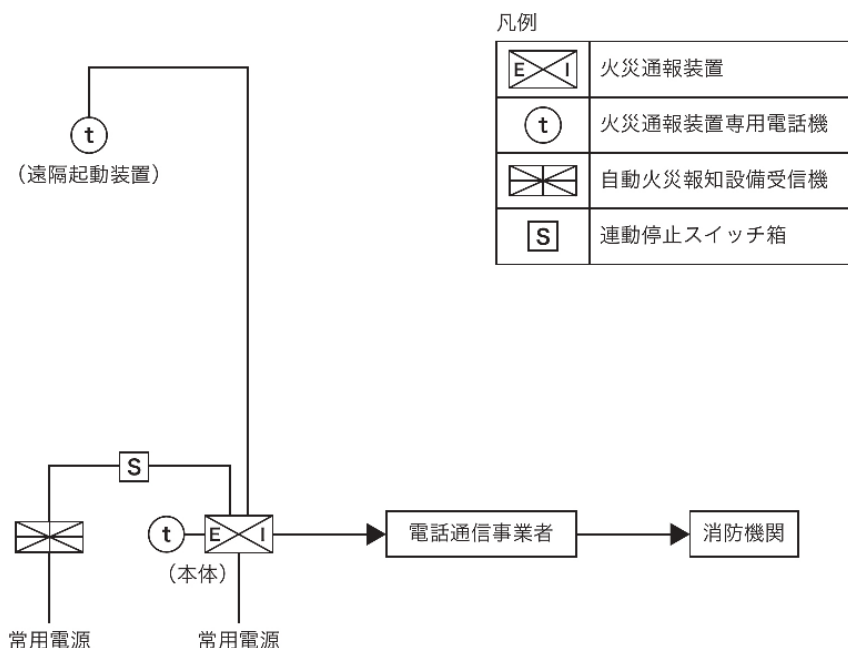 凡例
E I 火災通報装置
t 火災通報装置専用電話機
自動火災報知設備受信機
S 連動停止スイッチ箱
t
（遠隔起動装置）
S
t E I 電話通信事業者 消防機関
（本体）
常用電源 常用電源